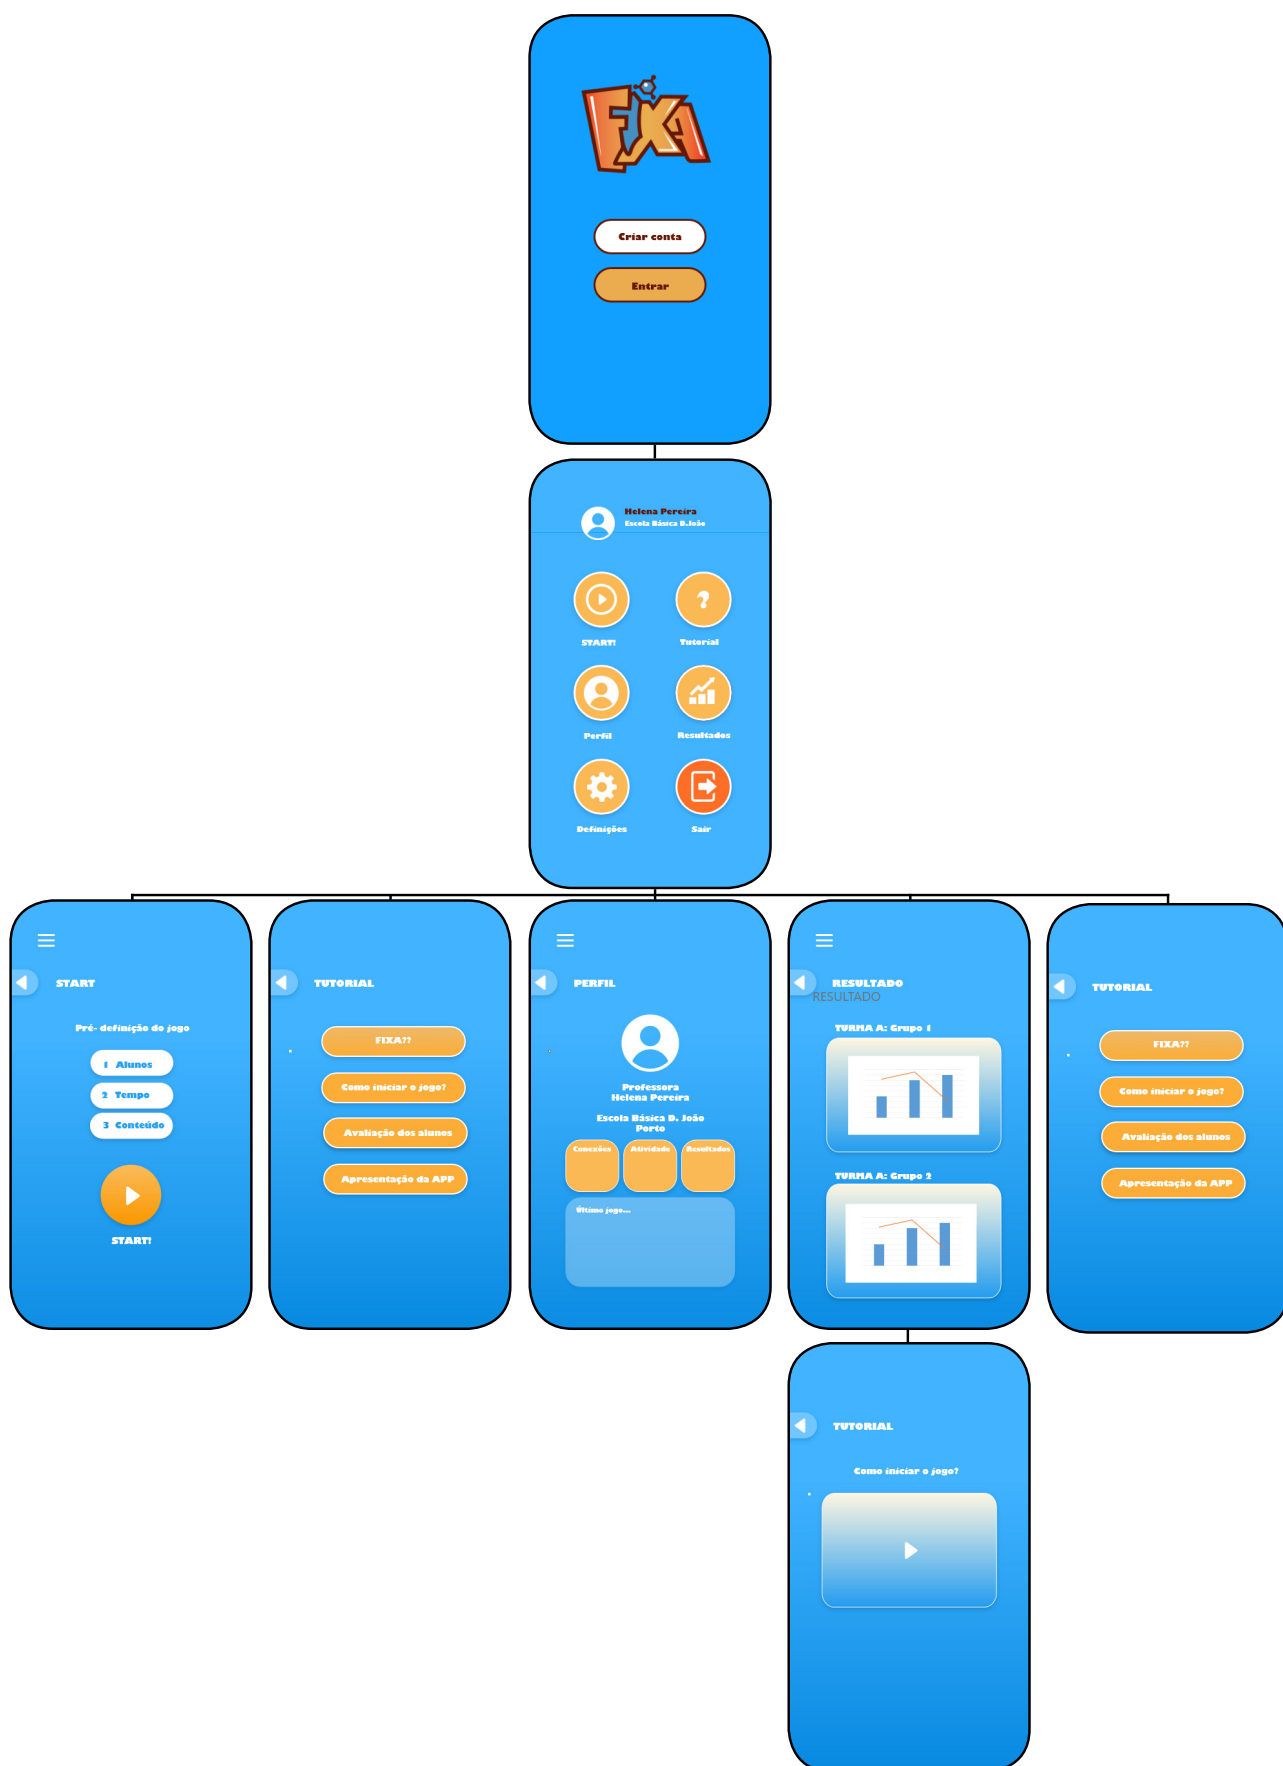 FIXA
Criar conta
Entrar
Helena Pereira
Escola Básica D.João
START!
Tutorial
Perfil
Resultados
Definições
Sair
START
Pré- definição do jogo
1 Alunos
2 Tempo
3 Conteúdo
START!
TUTORIAL
FIXA??
Como iniciar o jogo?
Avaliação dos alunos
Apresentação da APP
PERFIL
Professora
Helena Pereira
Escola Básica D. João
Porto
Conexões
Atividade
Resultados
Último jogo...
RESULTADO
RESULTADO
TURMA A: Grupo 1
TURMA A: Grupo 2
TUTORIAL
FIXA??
Como iniciar o jogo?
Avaliação dos alunos
Apresentação da APP
TUTORIAL
Como iniciar o jogo?